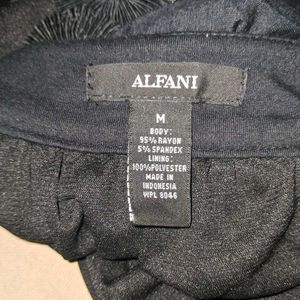 ALFANI
M
BODY:
95% RAYON
5% SPANDEX
LINING:
100% POLYESTER
MADE IN
INDONESIA
WPL 8046